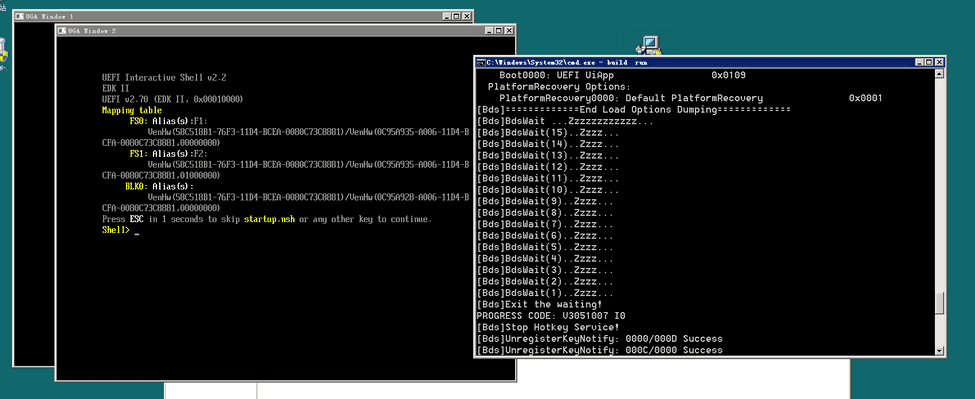 站
UGA Window 1
UGA Window 2
UEFI Interactive Shell v2.2
EDK II
UEFI v2.70 (EDK II, 0x00010000)
Mapping table
FS0: Alias(s):F1:
VenHw(58C518B1-76F3-11D4-BCEA-0080C73C8881)/VenHw(0C95A935-A006-11D4-B
CFA-0080C73C8881,00000000)
FS1: Alias(s):F2:
VenHw(58C518B1-76F3-11D4-BCEA-0080C73C8881)/VenHw(0C95A935-A006-11D4-B
CFA-0080C73C8881,01000000)
BLK0: Alias(s):
VenHw(58C518B1-76F3-11D4-BCEA-0080C73C8881)/VenHw(0C95A928-A006-11D4-B
CFA-0080C73C8881,00000000)
Press ESC in 1 seconds to skip startup.nsh or any other key to continue.
Shell> _
C:\Windows\System32\cmd.exe - build run
Boot0000: UEFI UiApp 0x0109
PlatformRecovery Options:
PlatformRecovery0000: Default PlatformRecovery 0x0001
[Bds]=============End Load Options Dumping=============
[Bds]BdsWait ...Zzzzzzzzzzzz...
[Bds]BdsWait(15)..Zzzz...
[Bds]BdsWait(14)..Zzzz...
[Bds]BdsWait(13)..Zzzz...
[Bds]BdsWait(12)..Zzzz...
[Bds]BdsWait(11)..Zzzz...
[Bds]BdsWait(10)..Zzzz...
[Bds]BdsWait(9)..Zzzz...
[Bds]BdsWait(8)..Zzzz...
[Bds]BdsWait(7)..Zzzz...
[Bds]BdsWait(6)..Zzzz...
[Bds]BdsWait(5)..Zzzz...
[Bds]BdsWait(4)..Zzzz...
[Bds]BdsWait(3)..Zzzz...
[Bds]BdsWait(2)..Zzzz...
[Bds]BdsWait(1)..Zzzz...
[Bds]Exit the waiting!
PROGRESS CODE: V3051007 I0
[Bds]Stop Hotkey Service!
[Bds]UnregisterKeyNotify: 0000/000D Success
[Bds]UnregisterKeyNotify: 000C/0000 Success